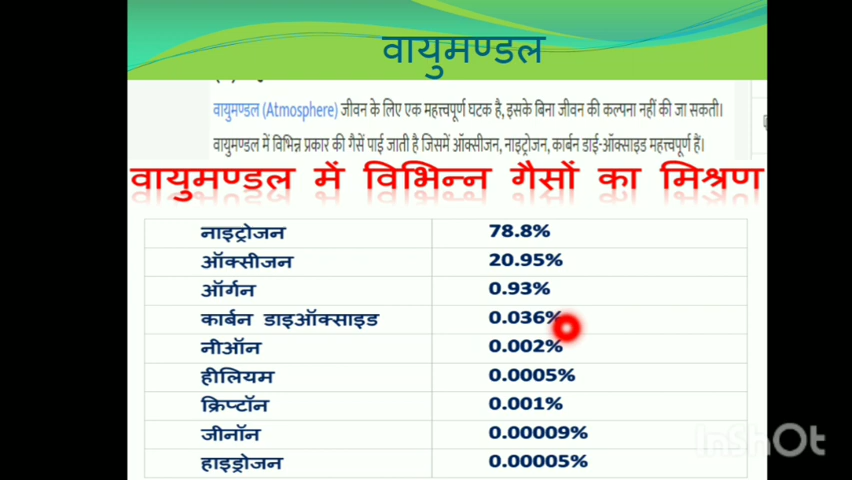 वायुमण्डल
वायुमण्डल (Atmosphere) जीवन के लिए एक महत्त्वपूर्ण घटक है, इसके बिना जीवन की कल्पना नहीं की जा सकती।
वायुमण्डल में विभिन्न प्रकार की गैसें पाई जाती है जिसमें ऑक्सीजन, नाइट्रोजन, कार्बन डाई-ऑक्साइड महत्त्वपूर्ण हैं।
वायुमण्डल में विभिन्न गैसों का मिश्रण
नाइट्रोजन 78.8%
ऑक्सीजन 20.95%
ऑर्गन 0.93%
कार्बन डाइऑक्साइड 0.036%
नीऑन 0.002%
हीलियम 0.0005%
क्रिप्टॉन 0.001%
जीनॉन 0.00009%
हाइड्रोजन 0.00005%
InShOt